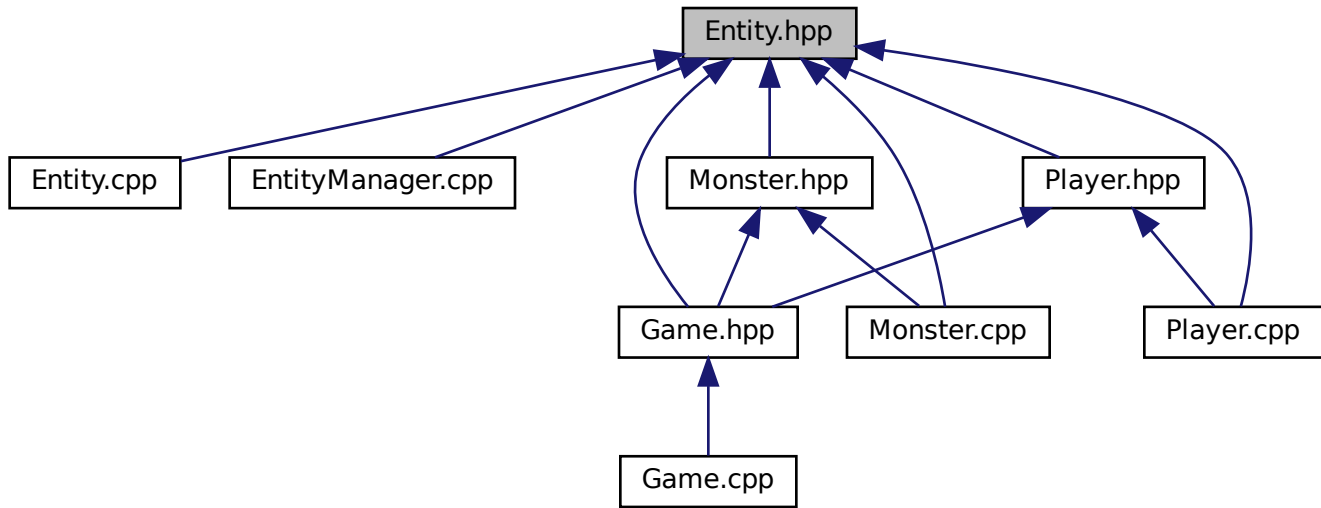 Entity.hpp
Entity.cpp
EntityManager.cpp
Monster.hpp
Player.hpp
Game.hpp
Monster.cpp
Player.cpp
Game.cpp